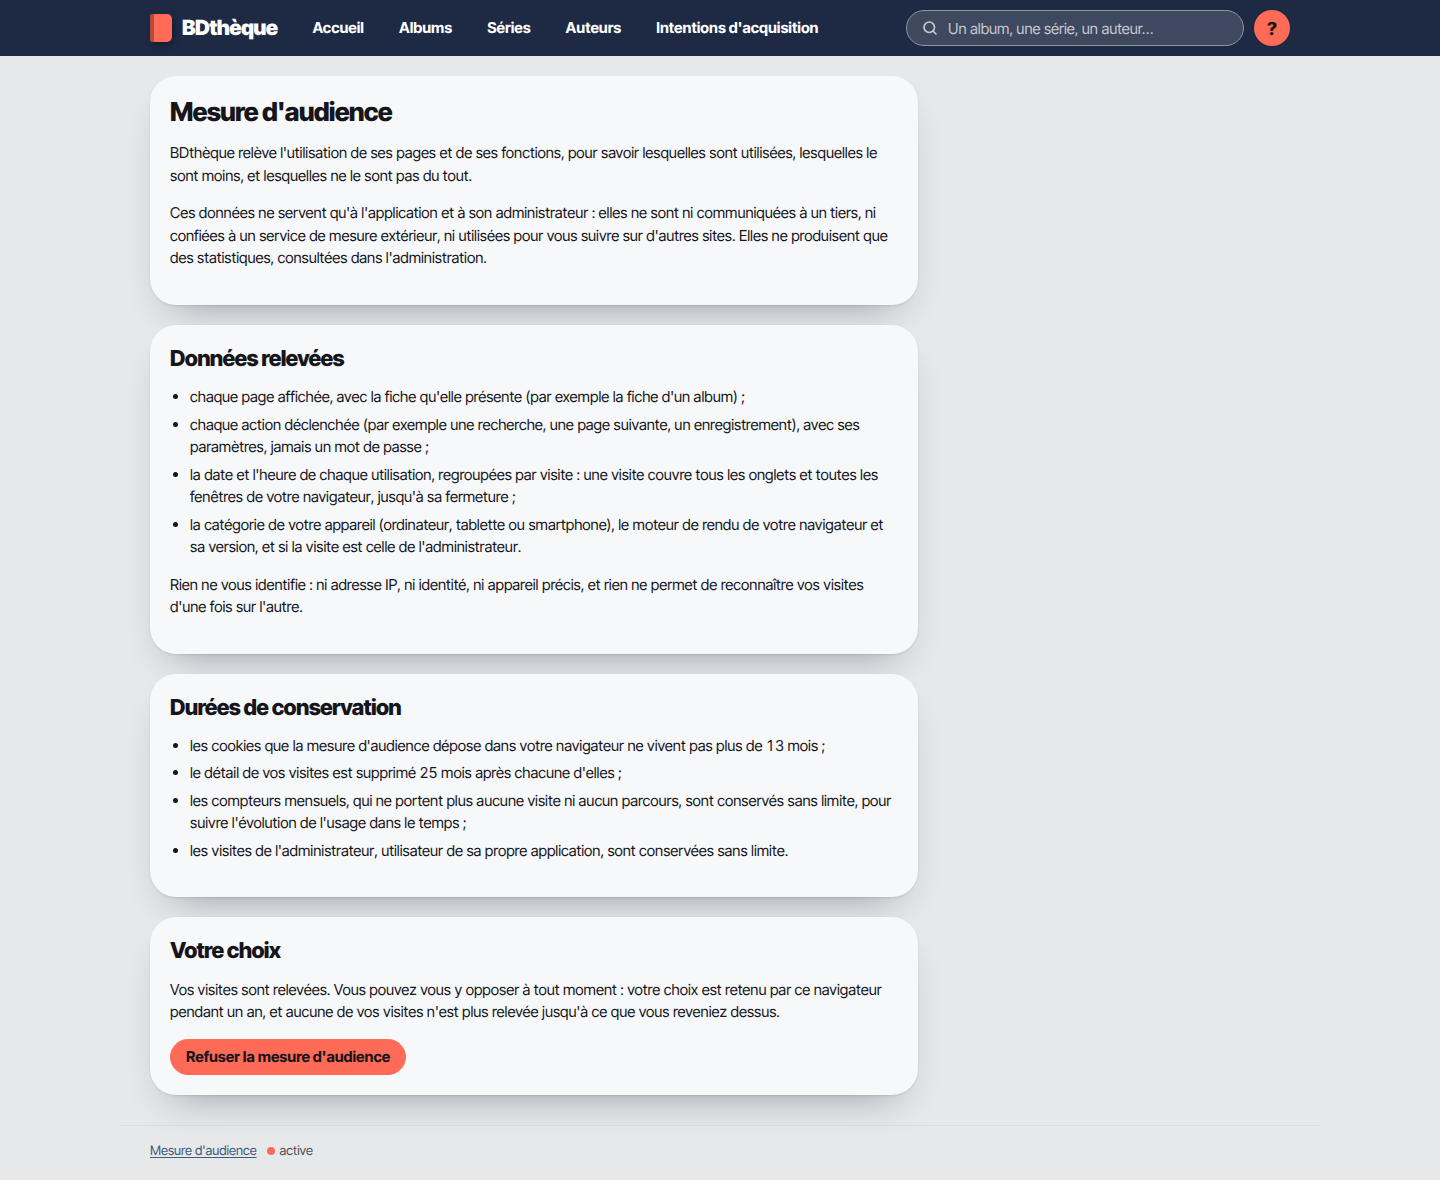 BDthèque
Accueil
Albums
Séries
Auteurs
Intentions d'acquisition
Un album, une série, un auteur...
?
Mesure d'audience
BDthèque relève l'utilisation de ses pages et de ses fonctions, pour savoir lesquelles sont utilisées, lesquelles le
sont moins, et lesquelles ne le sont pas du tout.
Ces données ne servent qu'à l'application et à son administrateur : elles ne sont ni communiquées à un tiers, ni
confiées à un service de mesure extérieur, ni utilisées pour vous suivre sur d'autres sites. Elles ne produisent que
des statistiques, consultées dans l'administration.
Données relevées
• chaque page affichée, avec la fiche qu'elle présente (par exemple la fiche d'un album) ;
• chaque action déclenchée (par exemple une recherche, une page suivante, un enregistrement), avec ses
paramètres, jamais un mot de passe ;
• la date et l'heure de chaque utilisation, regroupées par visite : une visite couvre tous les onglets et toutes les
fenêtres de votre navigateur, jusqu'à sa fermeture ;
• la catégorie de votre appareil (ordinateur, tablette ou smartphone), le moteur de rendu de votre navigateur et
sa version, et si la visite est celle de l'administrateur.
Rien ne vous identifie : ni adresse IP, ni identité, ni appareil précis, et rien ne permet de reconnaître vos visites
d'une fois sur l'autre.
Durées de conservation
• les cookies que la mesure d'audience dépose dans votre navigateur ne vivent pas plus de 13 mois ;
• le détail de vos visites est supprimé 25 mois après chacune d'elles ;
• les compteurs mensuels, qui ne portent plus aucune visite ni aucun parcours, sont conservés sans limite, pour
suivre l'évolution de l'usage dans le temps ;
• les visites de l'administrateur, utilisateur de sa propre application, sont conservées sans limite.
Votre choix
Vos visites sont relevées. Vous pouvez vous y opposer à tout moment : votre choix est retenu par ce navigateur
pendant un an, et aucune de vos visites n'est plus relevée jusqu'à ce que vous reveniez dessus.
Refuser la mesure d'audience
Mesure d'audience
active